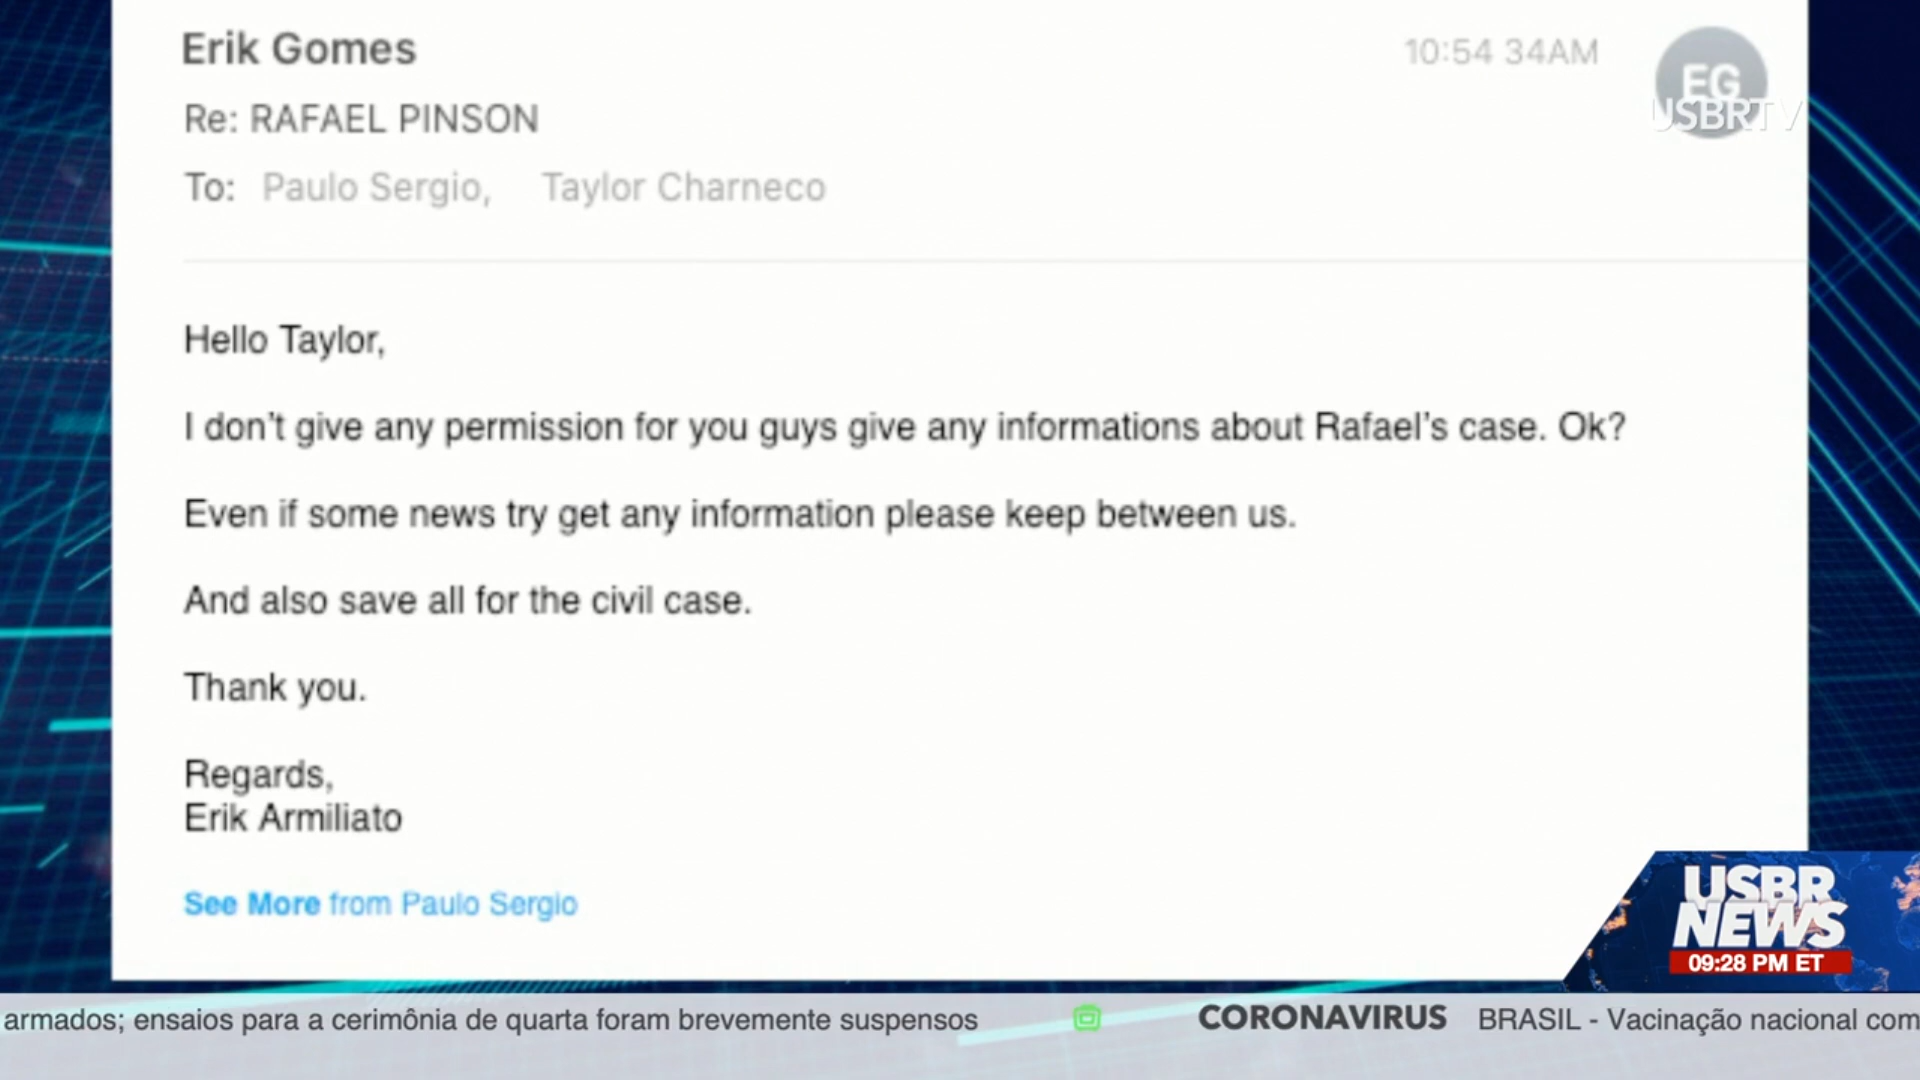 Erik Gomes
10:54 34AM
EG
USBRTV
Re: RAFAEL PINSON
To: Paulo Sergio, Taylor Charneco
Hello Taylor,
I don't give any permission for you guys give any informations about Rafael's case. Ok?
Even if some news try get any information please keep between us.
And also save all for the civil case.
Thank you.
Regards,
Erik Armiliato
See More from Paulo Sergio
USBR
NEWS
09:28 PM ET
armados; ensaios para a cerimônia de quarta foram brevemente suspensos CORONAVIRUS BRASIL - Vacinação nacional com